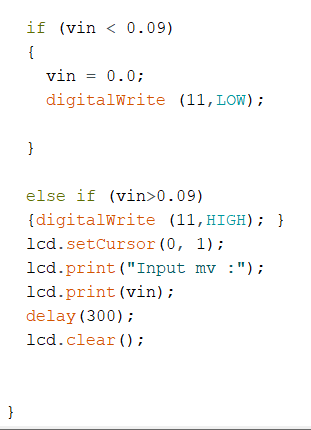 if (vin < 0.09)
{
vin = 0.0;
digitalWrite (11,LOW);
}
else if (vin>0.09)
{digitalWrite (11,HIGH); }
lcd.setCursor(0, 1);
lcd.print("Input mv :");
lcd.print(vin);
delay(300);
lcd.clear();
}